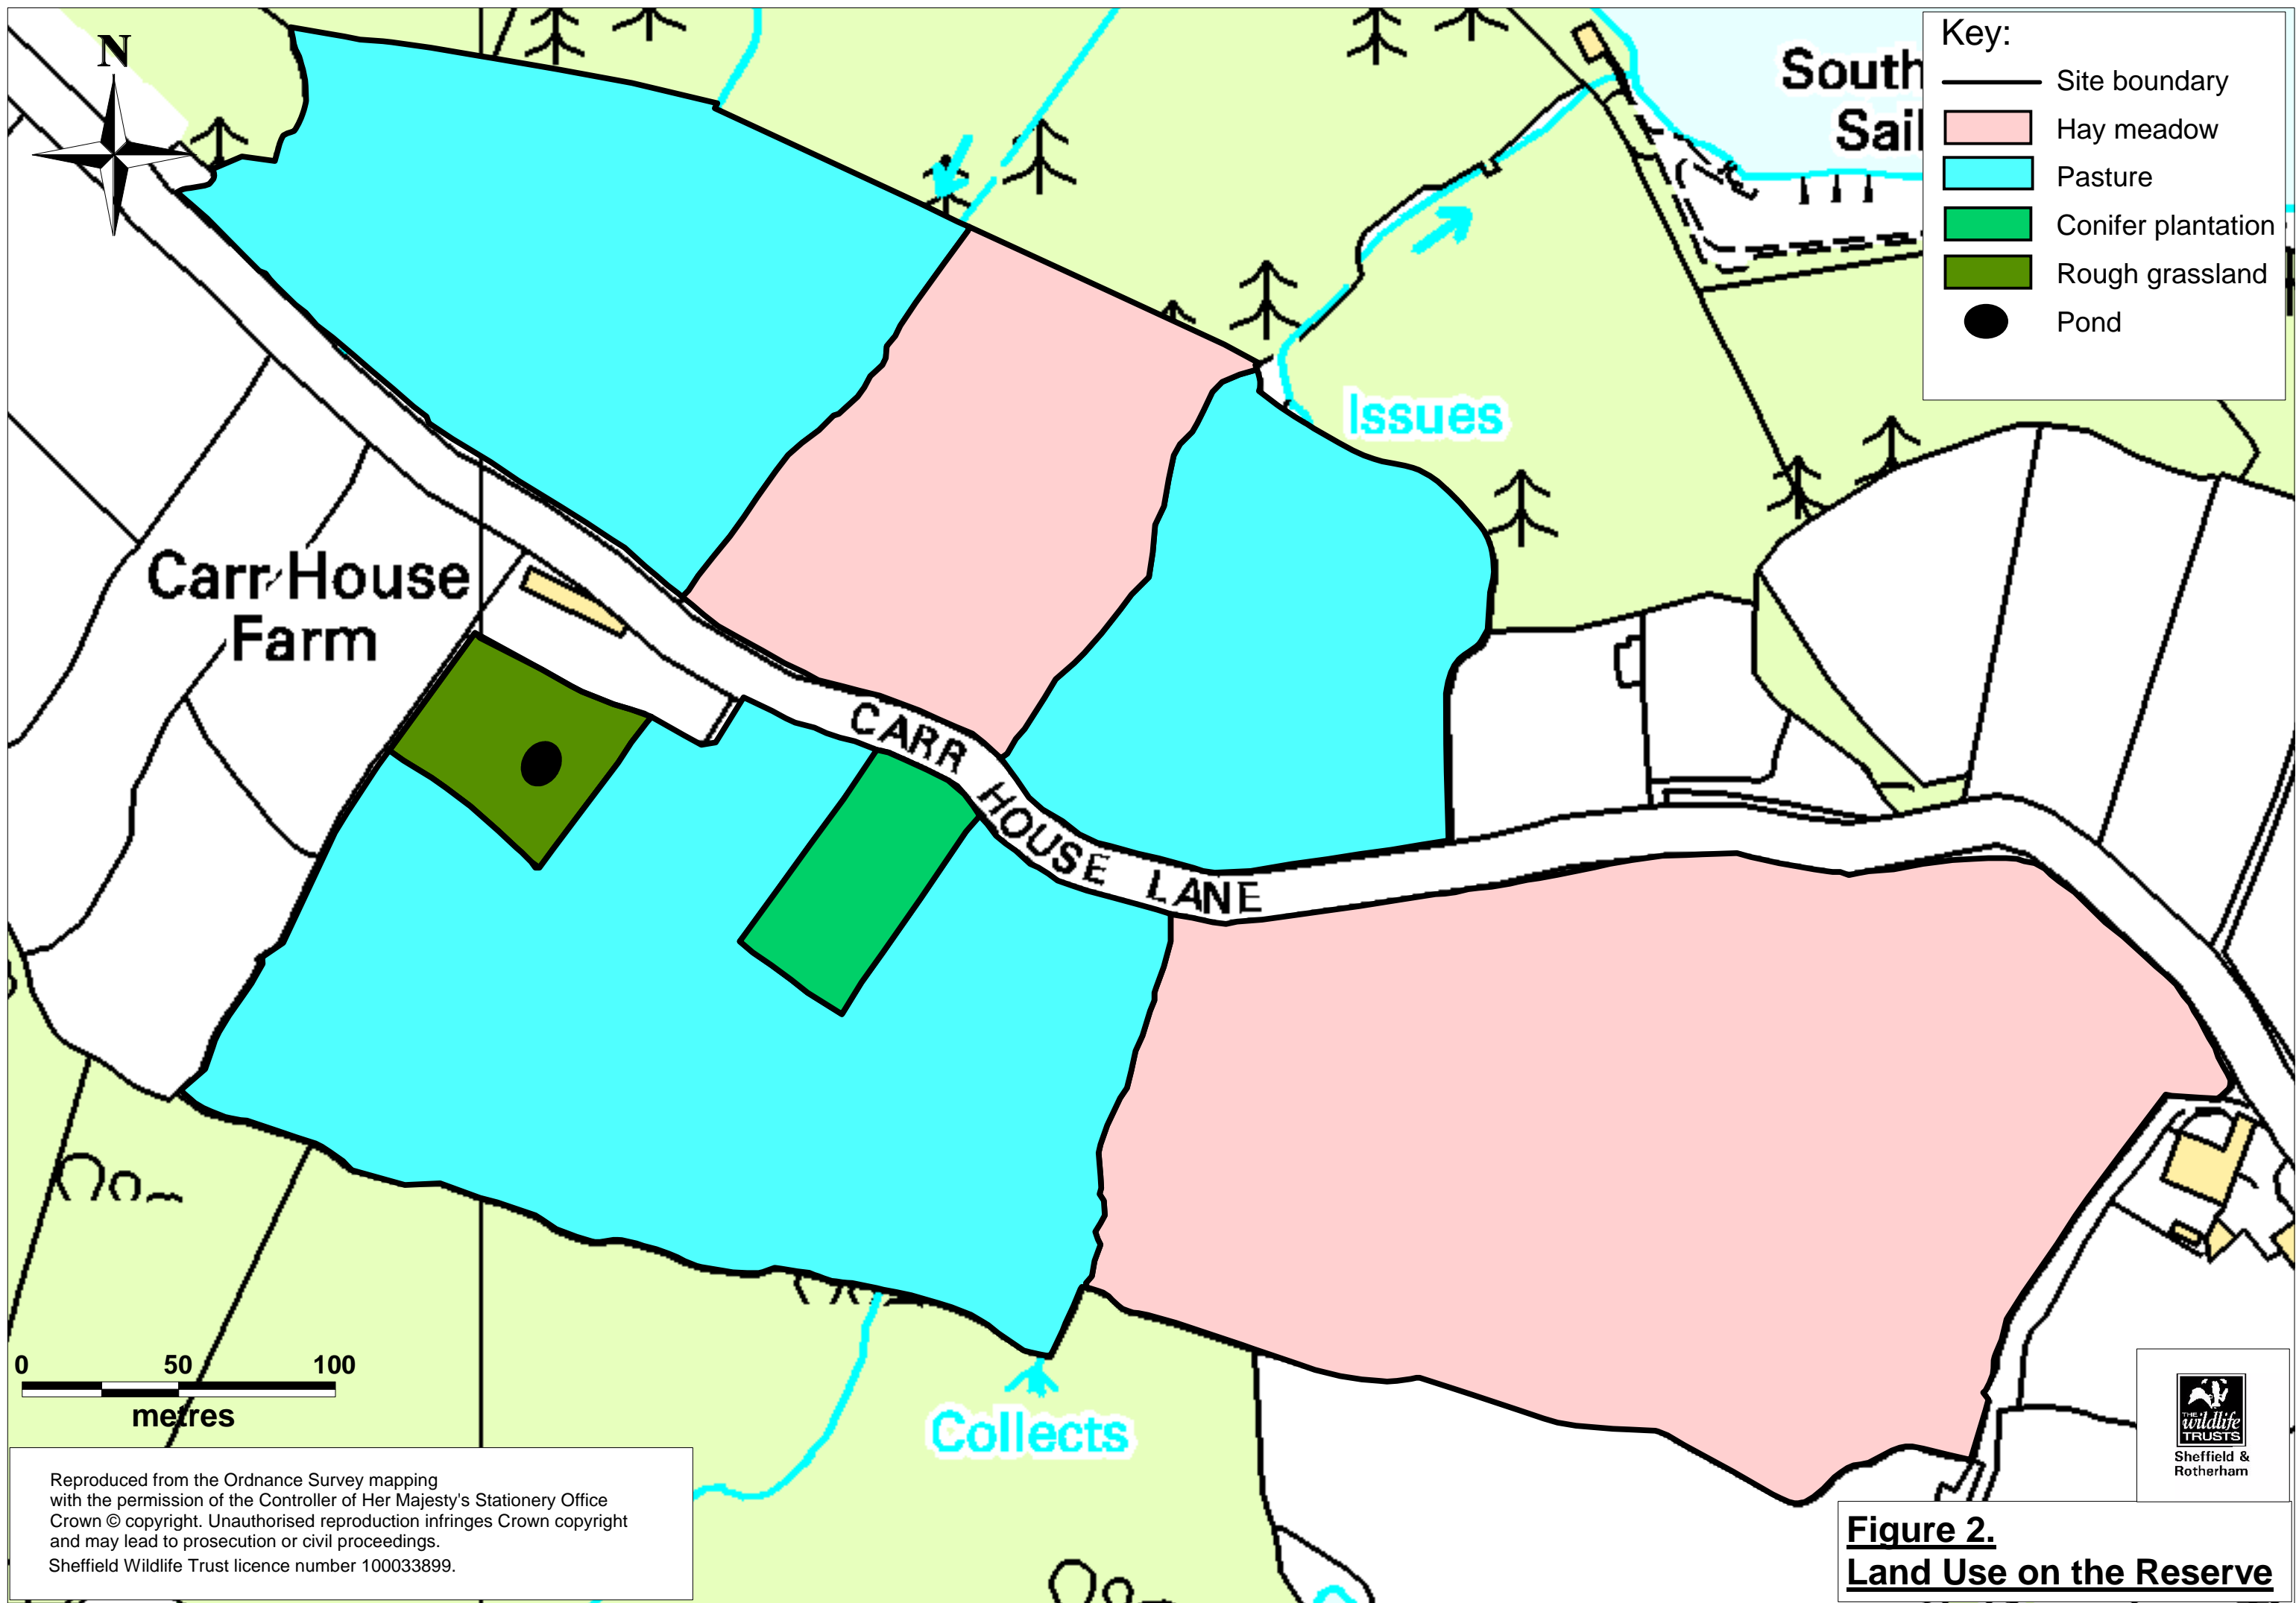 N
South
Sail
Key:
Site boundary
Hay meadow
Pasture
Conifer plantation
Rough grassland
Pond
Issues
Carr House
Farm
CARR HOUSE LANE
Collects
0 50 100
metres
Reproduced from the Ordnance Survey mapping
with the permission of the Controller of Her Majesty's Stationery Office
Crown © copyright. Unauthorised reproduction infringes Crown copyright
and may lead to prosecution or civil proceedings.
Sheffield Wildlife Trust licence number 100033899.
THE
wildlife
TRUSTS
Sheffield &
Rotherham
Figure 2.
Land Use on the Reserve